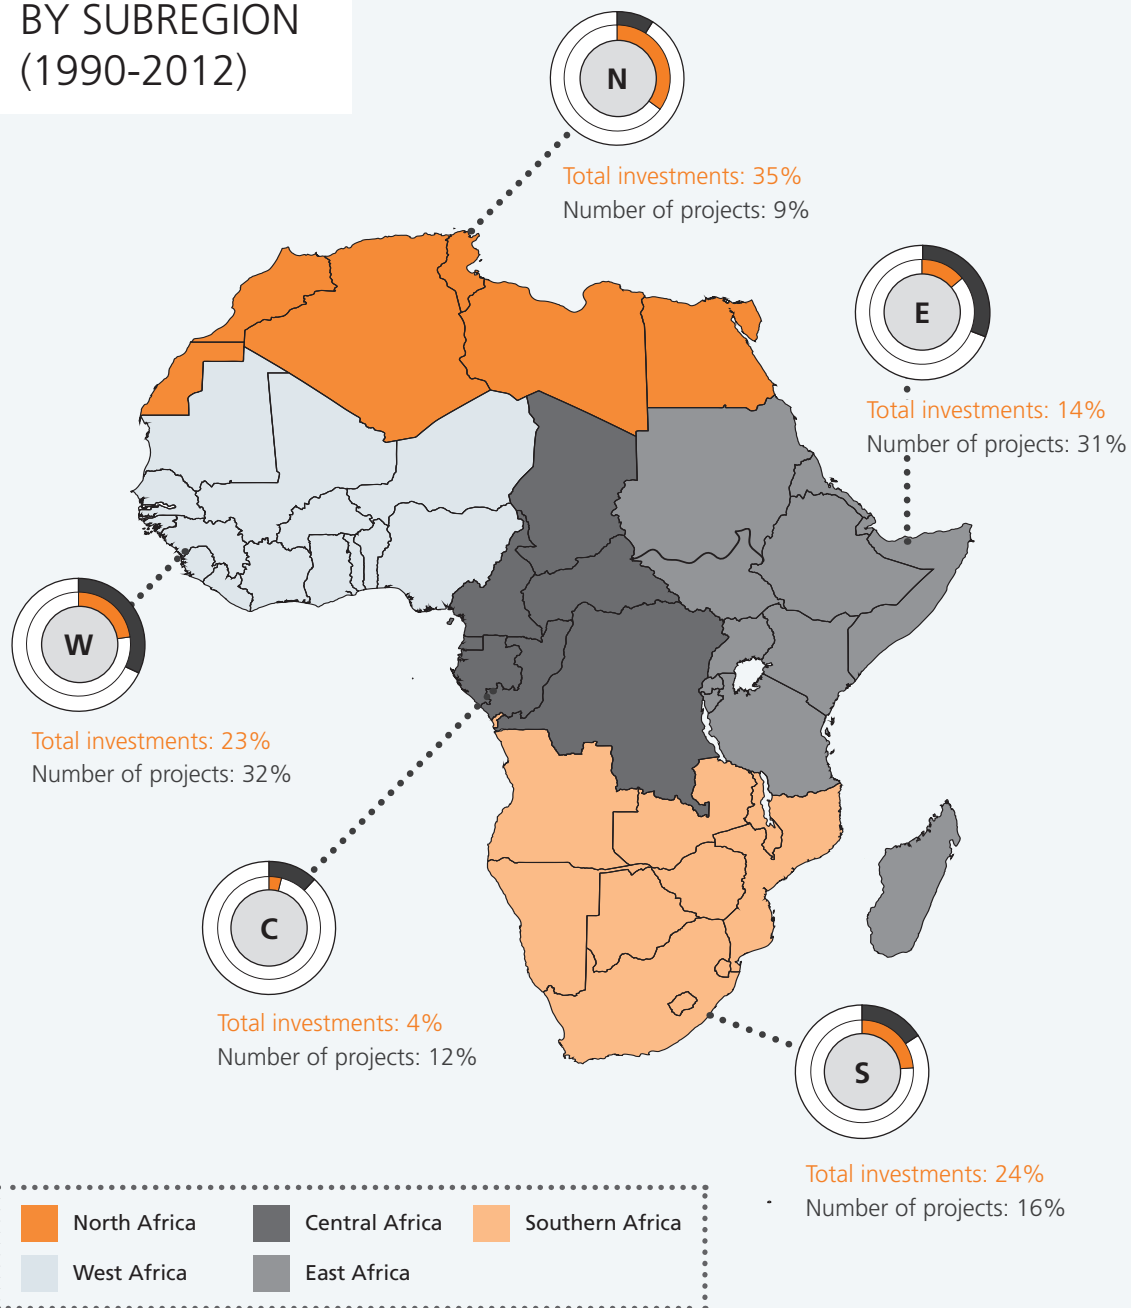 BY SUBREGION
(1990-2012)
N
Total investments: 35%
Number of projects: 9%
E
Total investments: 14%
Number of projects: 31%
W
Total investments: 23%
Number of projects: 32%
C
Total investments: 4%
Number of projects: 12%
S
Total investments: 24%
Number of projects: 16%
North Africa
Central Africa
Southern Africa
West Africa
East Africa